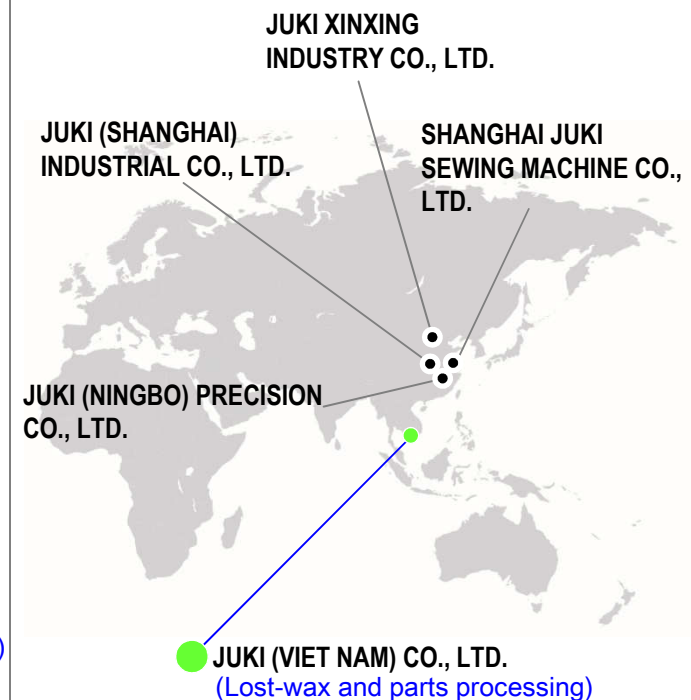 JUKI XINXING
INDUSTRY CO., LTD.
JUKI (SHANGHAI)
INDUSTRIAL CO., LTD.
SHANGHAI JUKI
SEWING MACHINE CO.,
LTD.
JUKI (NINGBO) PRECISION
CO., LTD.
)
JUKI (VIET NAM) CO., LTD.
(Lost-wax and parts processing)